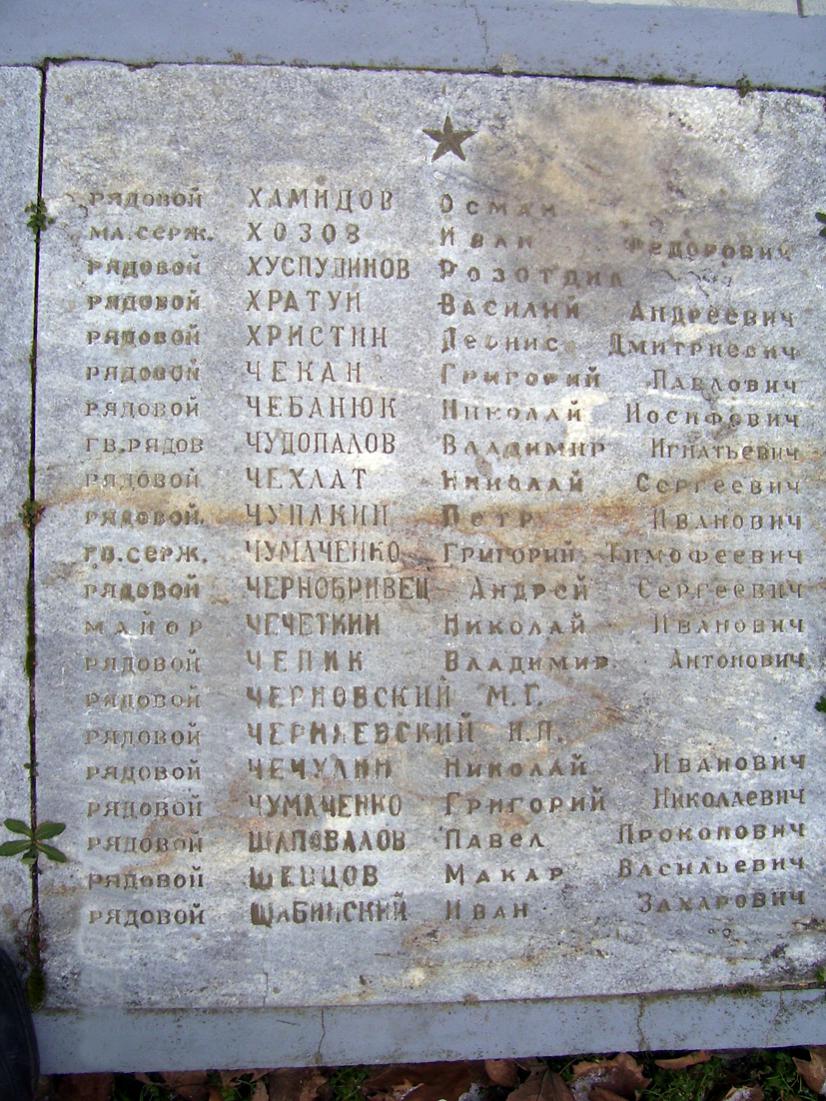 РЯДОВОЙ ХАМИДОВ ОСМАН
МЛ.СЕРЖ. ХОЗОВ ИВАН ФЕДОРОВИЧ
РЯДОВОЙ ХУСПУДИНОВ РОЗОТДИЛ
РЯДОВОЙ ХРАТУН ВАСИЛИЙ АНДРЕЕВИЧ
РЯДОВОЙ ХРИСТИН ДЕНИС ДМИТРИЕВИЧ
РЯДОВОЙ ЧЕКАН ГРИГОРИЙ ПАВЛОВИЧ
РЯДОВОЙ ЧЕБАНЮК НИКОЛАЙ ИОСИФОВИЧ
ГВ.РЯДОВ ЧУДОПАЛОВ ВЛАДИМИР ИГНАТЬЕВИЧ
РЯДОВОЙ ЧЕХЛАТ НИКОЛАЙ СЕРГЕЕВИЧ
РЯДОВОЙ. ЧУПАКИН ПЕТР ИВАНОВИЧ
ГВ.СЕРЖ. ЧУМАЧЕНКО ГРИГОРИЙ ТИМОФЕЕВИЧ
РЯДОВОЙ ЧЕРНОБРИВЕЦ АНДРЕЙ СЕРГЕЕВИЧ
МАЙОР ЧЕЧЕТКИН НИКОЛАЙ ИВАНОВИЧ
РЯДОВОЙ ЧЕПИК ВЛАДИМИР АНТОНОВИЧ
РЯДОВОЙ ЧЕРНОВСКИЙ М.Г.
РЯДОВОЙ И.П.
РЯДОВОЙ ЧЕЧУЛИН НИКОЛАЙ ИВАНОВИЧ
РЯДОВОЙ ЧУМАЧЕНКО ГРИГОРИЙ НИКОЛАЕВИЧ
РЯДОВОЙ ШАПОВАЛОВ ПАВЕЛ ПРОКОПОВИЧ
РЯДОВОЙ ШЕВЦОВ МАКАР ВАСИЛЬЕВИЧ
РЯДОВОЙ ШАБИНСКИЙ ИВАН ЗАХАРОВИЧ